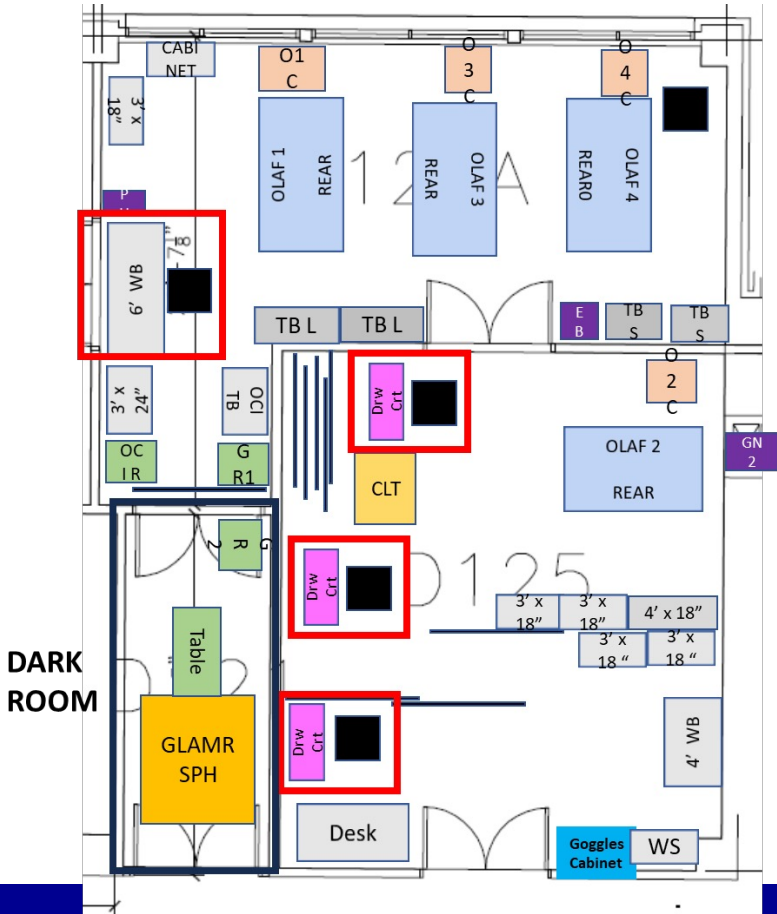 CABI
NET
O1
C
O
3
C
O
4
C
3' x
18"
OLAF 1
REAR
REAR
OLAF 3
REAR0
OLAF 4
A
6' WB
TB L
TB L
E
B
TB
S
TB
S
Drw
Crt
O
2
C
3' x
24"
OCI
TB
OLAF 2
REAR
GN
2
OC
I R
G
R1
CLT
G
R
2
D125
Drw
Crt
3' x
18"
3' x
18"
4' x 18"
3' x
18 "
3' x
18 "
Table
DARK
ROOM
GLAMR
SPH
Drw
Crt
4' WB
Desk
Goggles
Cabinet
WS